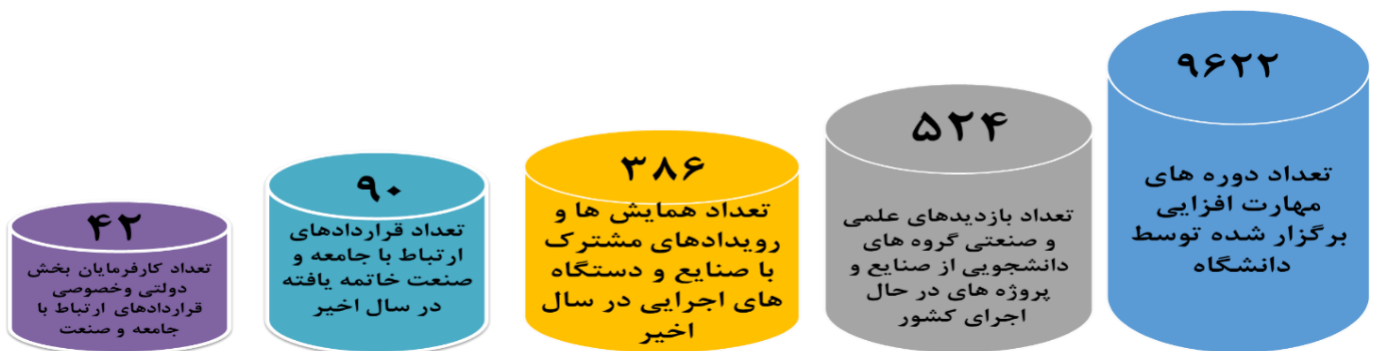 ۹۶۲۲
تعداد دوره های
مهارت افزایی
برگزار شده توسط
دانشگاه
۵۲۴
تعداد بازدیدهای علمی
و صنعتی گروه های
دانشجویی از صنایع و
پروژه های در حال
اجرای کشور
۳۸۶
تعداد همایش ها و
رویدادهای مشترک
با صنایع و دستگاه
های اجرایی در سال
اخیر
۹۰
تعداد قراردادهای
ارتباط با جامعه و
صنعت خاتمه یافته
در سال اخیر
۴۲
تعداد کارفرمایان بخش
دولتی وخصوصی
قراردادهای ارتباط با
جامعه و صنعت